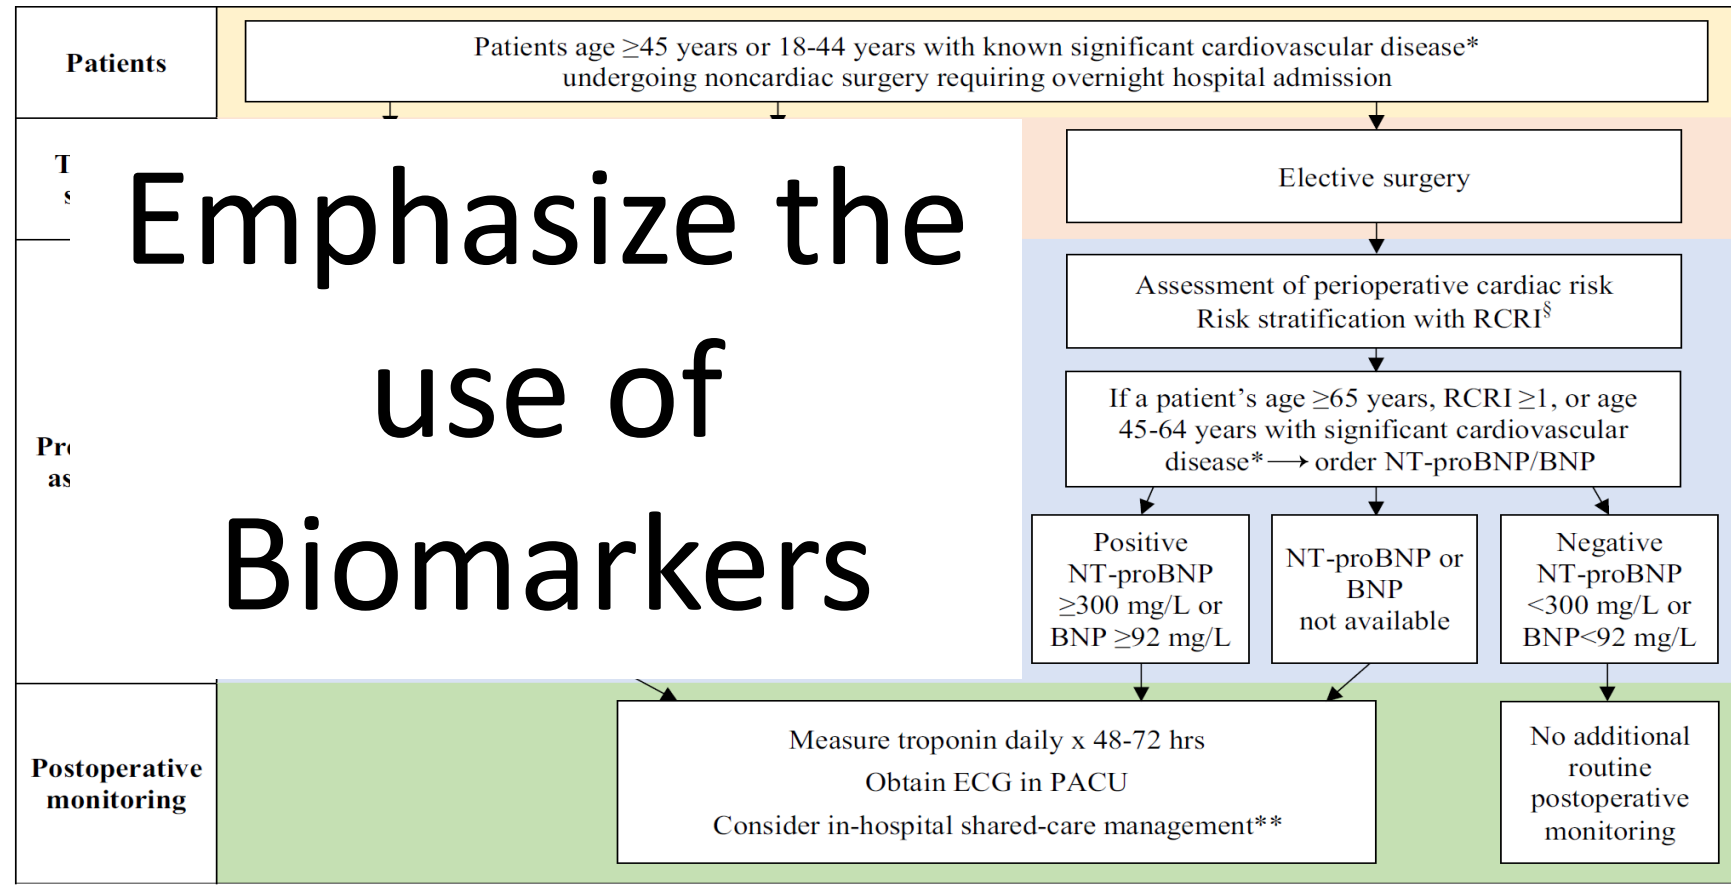 Patients
Patients age ≥45 years or 18-44 years with known significant cardiovascular disease*
undergoing noncardiac surgery requiring overnight hospital admission
Emphasize the
use of
Biomarkers
Elective surgery
Assessment of perioperative cardiac risk
Risk stratification with RCRI§
If a patient's age ≥65 years, RCRI ≥1, or age
45-64 years with significant cardiovascular
disease*⟶ order NT-proBNP/BNP
Positive
NT-proBNP
≥300 mg/L or
BNP ≥92 mg/L
NT-proBNP or
BNP
not available
Negative
NT-proBNP
<300 mg/L or
BNP<92 mg/L
Postoperative
monitoring
Measure troponin daily x 48-72 hrs
Obtain ECG in PACU
Consider in-hospital shared-care management**
No additional
routine
postoperative
monitoring